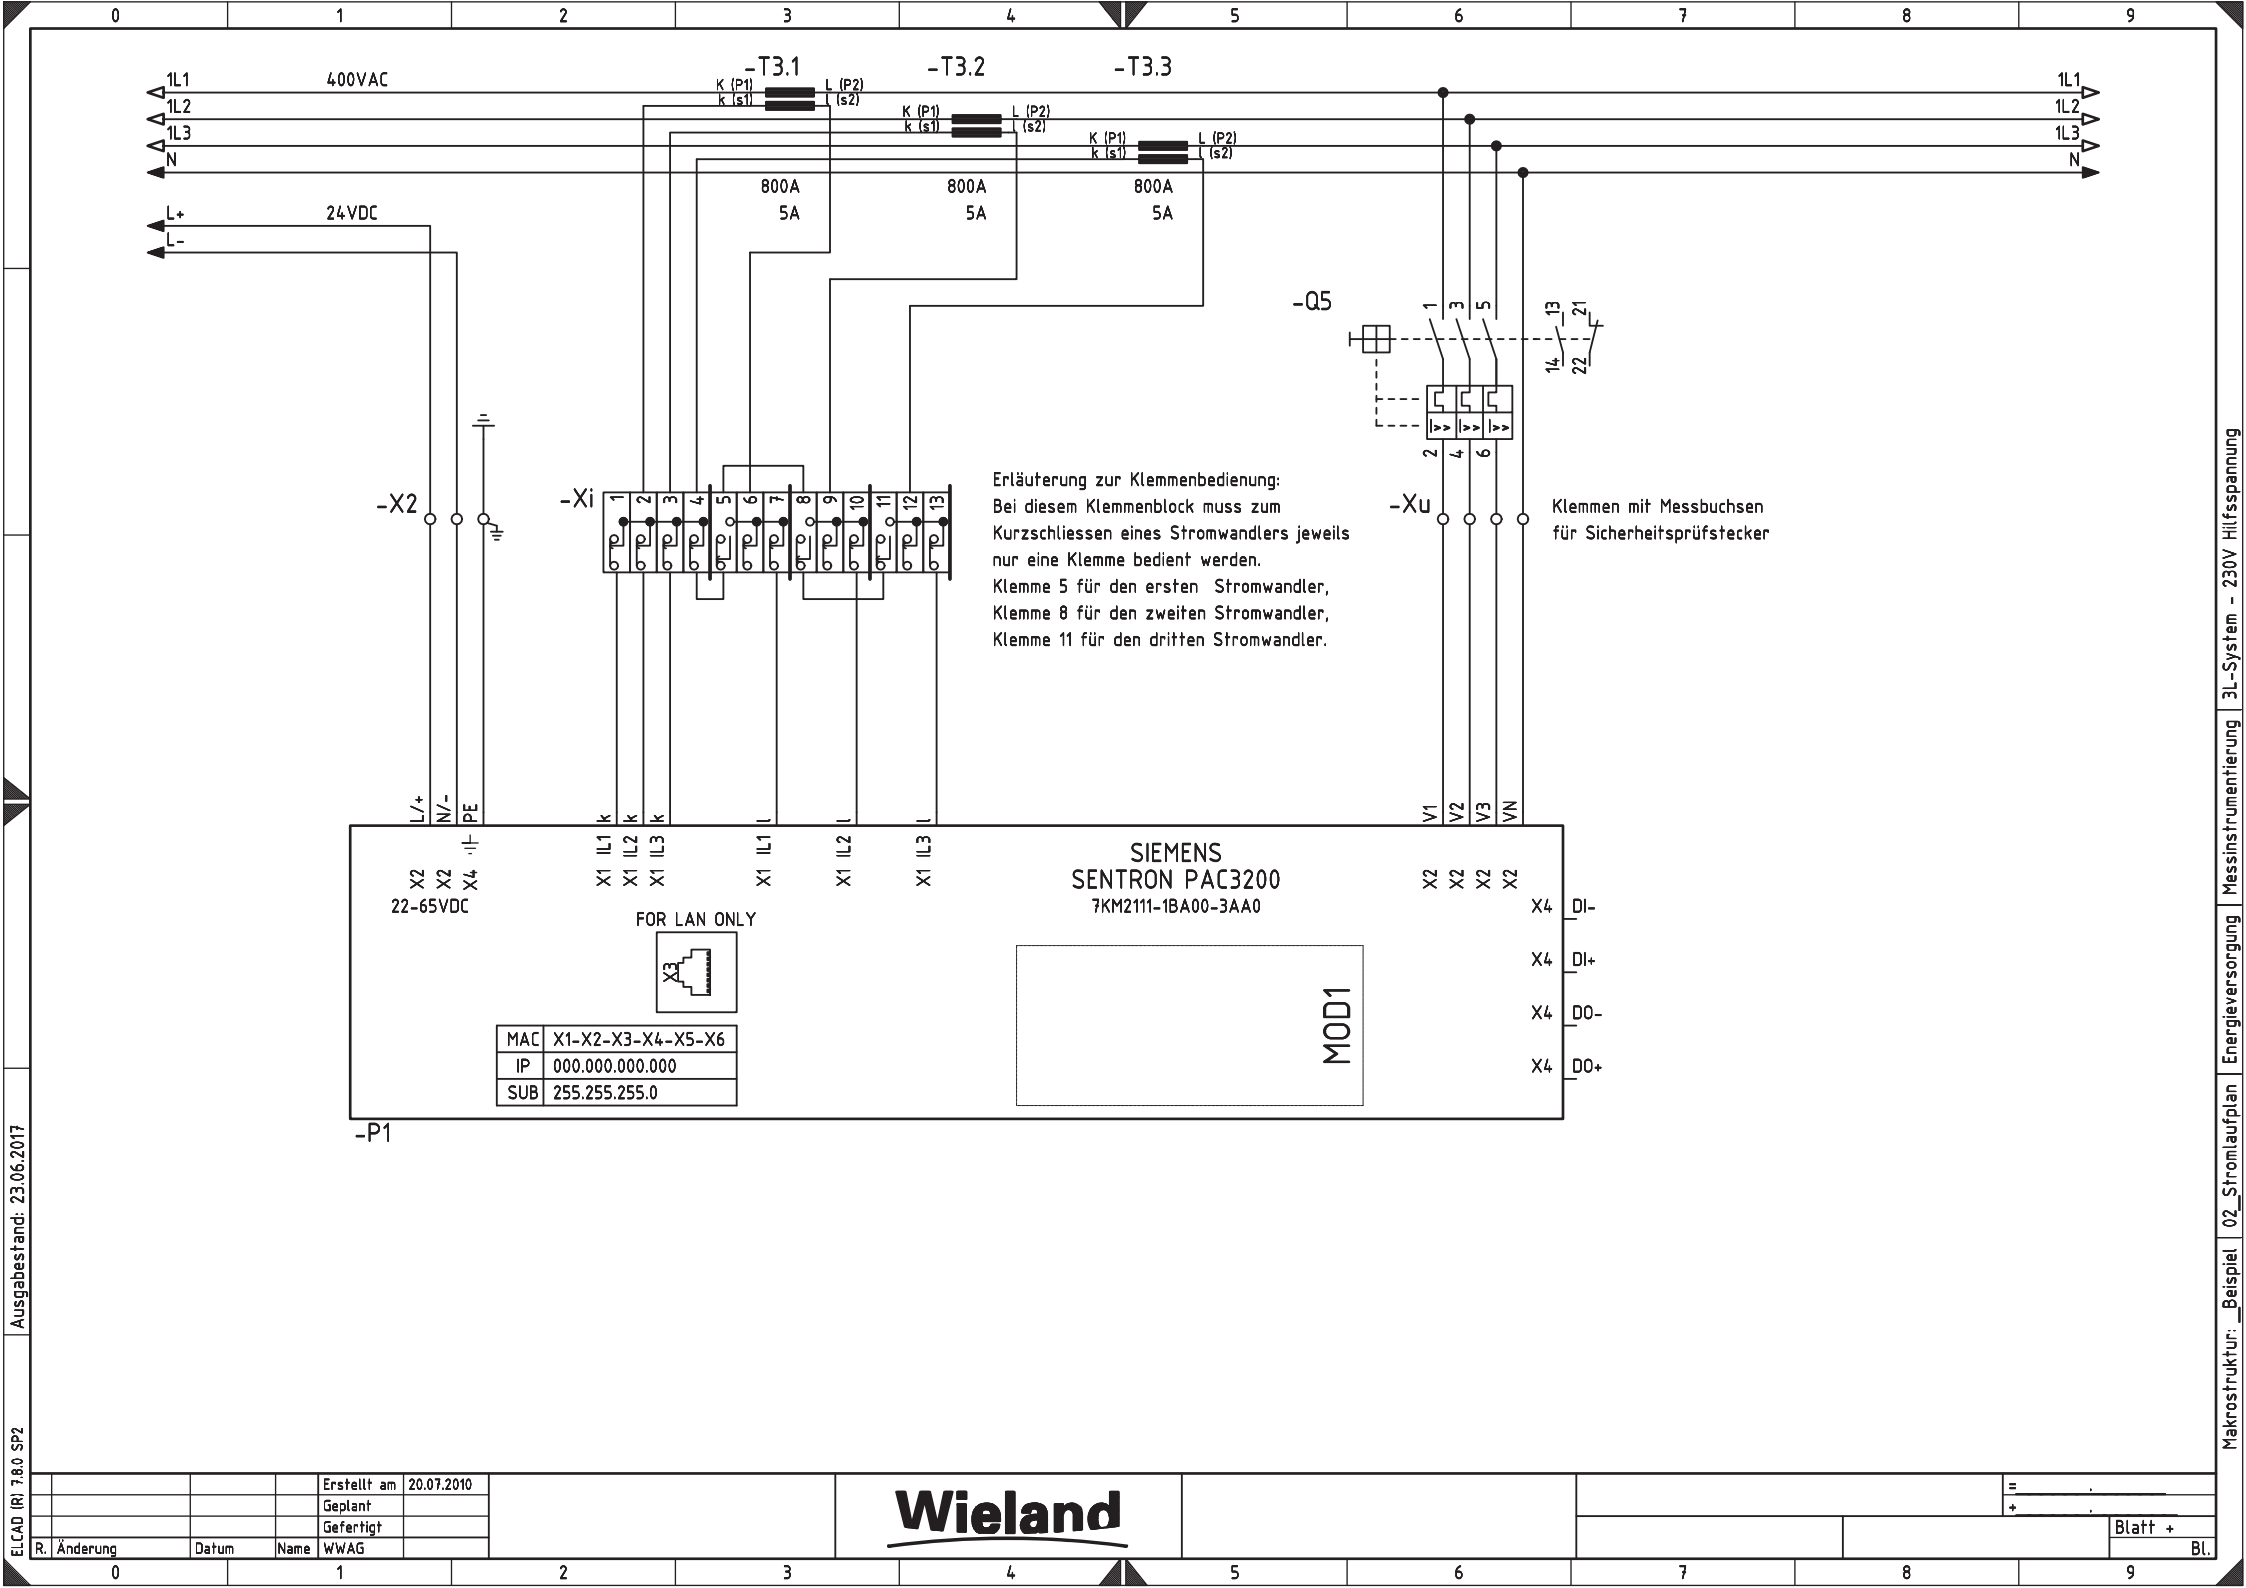 0 1 2 3 4 5 6 7 8 9
-T3.1 -T3.2 -T3.3
1L1 400VAC K (P1) L (P2) 1L1
k (s1) l (s2)
1L2 K (P1) L (P2) 1L2
k (s1) l (s2)
1L3 K (P1) L (P2) 1L3
k (s1) l (s2)
N N
800A 800A 800A
5A 5A 5A
L+ 24VDC
L-
-Q5 1 3 5 13 21
14 22
2 4 6
-X2
-Xi 1 2 3 4 5 6 7 8 9 10 11 12 13
Erläuterung zur Klemmenbedienung:
Bei diesem Klemmenblock muss zum
Kurzschliessen eines Stromwandlers jeweils
nur eine Klemme bedient werden.
Klemme 5 für den ersten Stromwandler,
Klemme 8 für den zweiten Stromwandler,
Klemme 11 für den dritten Stromwandler.
-Xu
Klemmen mit Messbuchsen
für Sicherheitsprüfstecker
I>> I>> I>>
L/+ N/- PE
k k k l l l
V1 V2 V3 VN
X2 X2 X4
22-65VDC
X1 IL1 X1 IL2 X1 IL3 X1 IL1 X1 IL2 X1 IL3
SIEMENS
SENTRON PAC3200
7KM2111-1BA00-3AA0
X2 X2 X2 X2
FOR LAN ONLY
X3
MAC X1-X2-X3-X4-X5-X6
IP 000.000.000.000
SUB 255.255.255.0
MOD1
X4 DI-
X4 DI+
X4 DO-
X4 DO+
-P1
ELCAD (R) 7.8.0 SP2 Ausgabestand: 23.06.2017
Makrostruktur: _Beispiel 02_Stromlaufplan Energieversorgung Messinstrumentierung 3L-System - 230V Hilfsspannung
Erstellt am 20.07.2010
Geplant
Gefertigt
R. Änderung Datum Name WWAG
Wieland
= .
+ .
Blatt +
Bl.
0 1 2 3 4 5 6 7 8 9